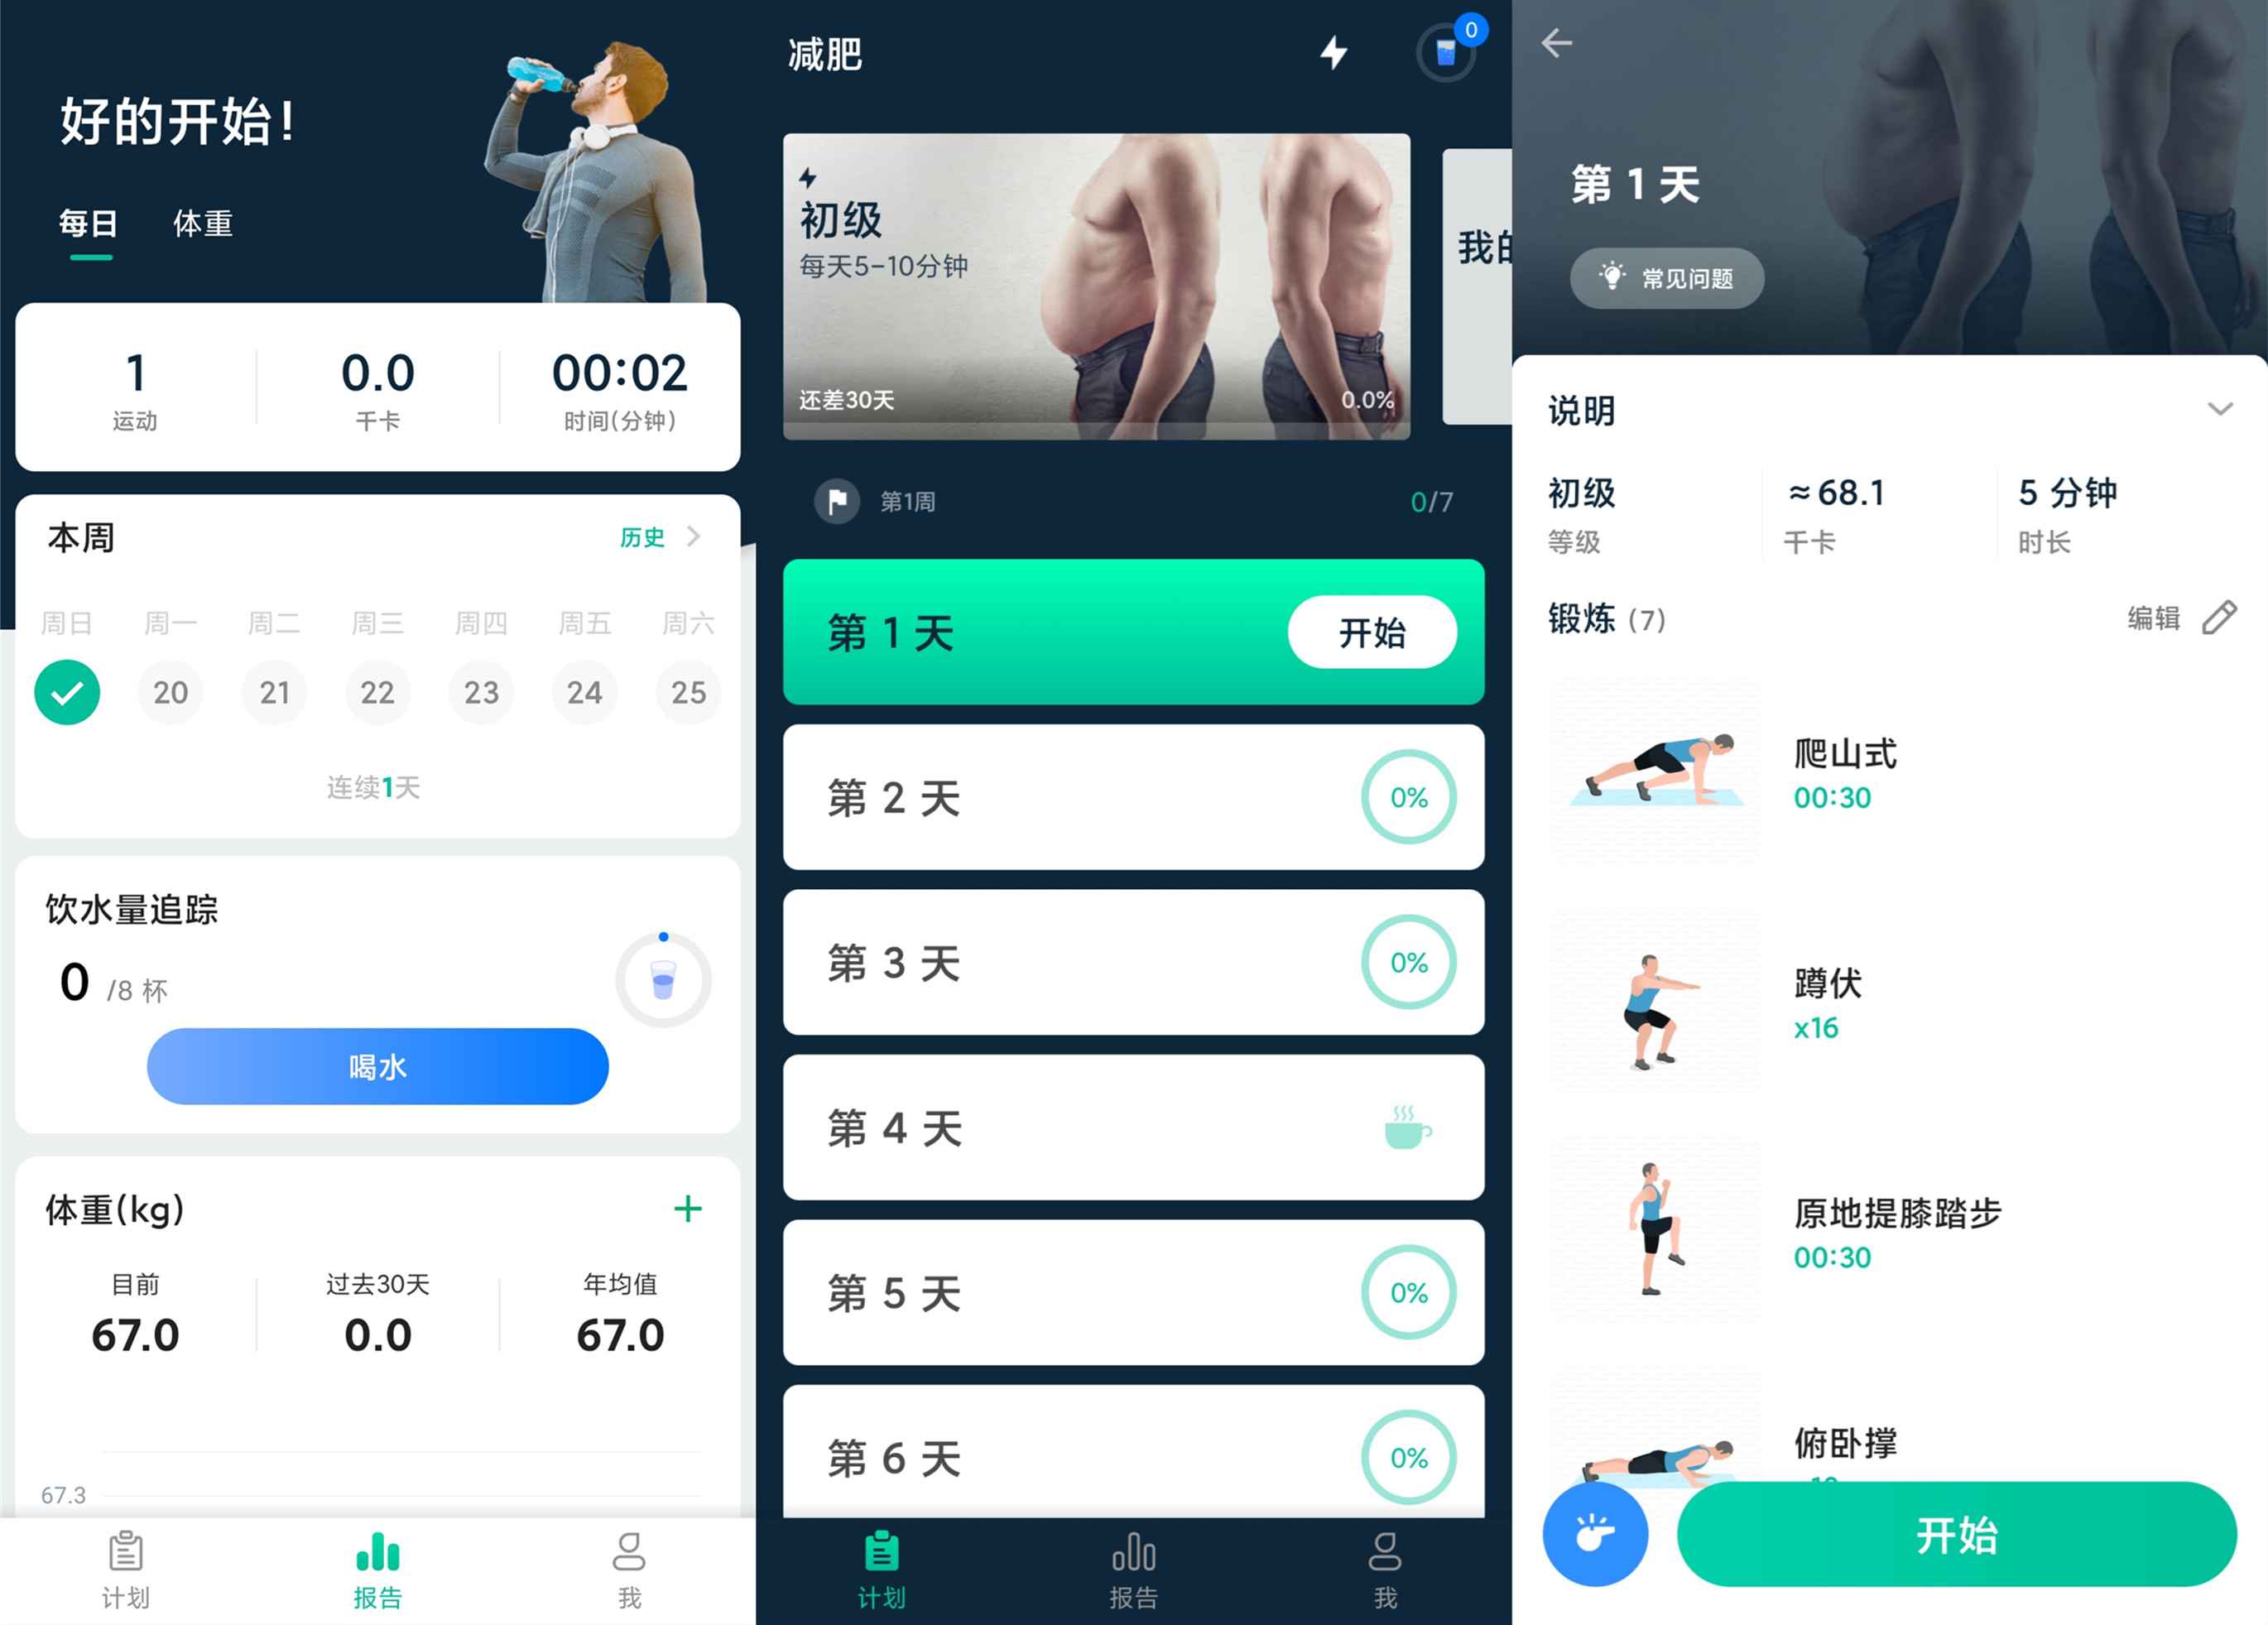 好的开始!
每日 体重
1 0.0 00:02
运动 千卡 时间(分钟)
本周 历史
周日 周一 周二 周三 周四 周五 周六
20 21 22 23 24 25
连续1天
饮水量追踪
0 /8 杯
喝水
体重(kg) +
目前 过去30天 年均值
67.0 0.0 67.0
67.3
计划 报告 我
减肥
0
初级
每天5-10分钟
我的
还差30天 0.0%
第1周 0/7
第 1 天 开始
第 2 天 0%
第 3 天 0%
第 4 天
第 5 天 0%
第 6 天 0%
计划 报告 我
第 1 天
常见问题
说明
初级 ≈68.1 5 分钟
等级 千卡 时长
锻炼 (7) 编辑
爬山式
00:30
蹲伏
x16
原地提膝踏步
00:30
俯卧撑
开始